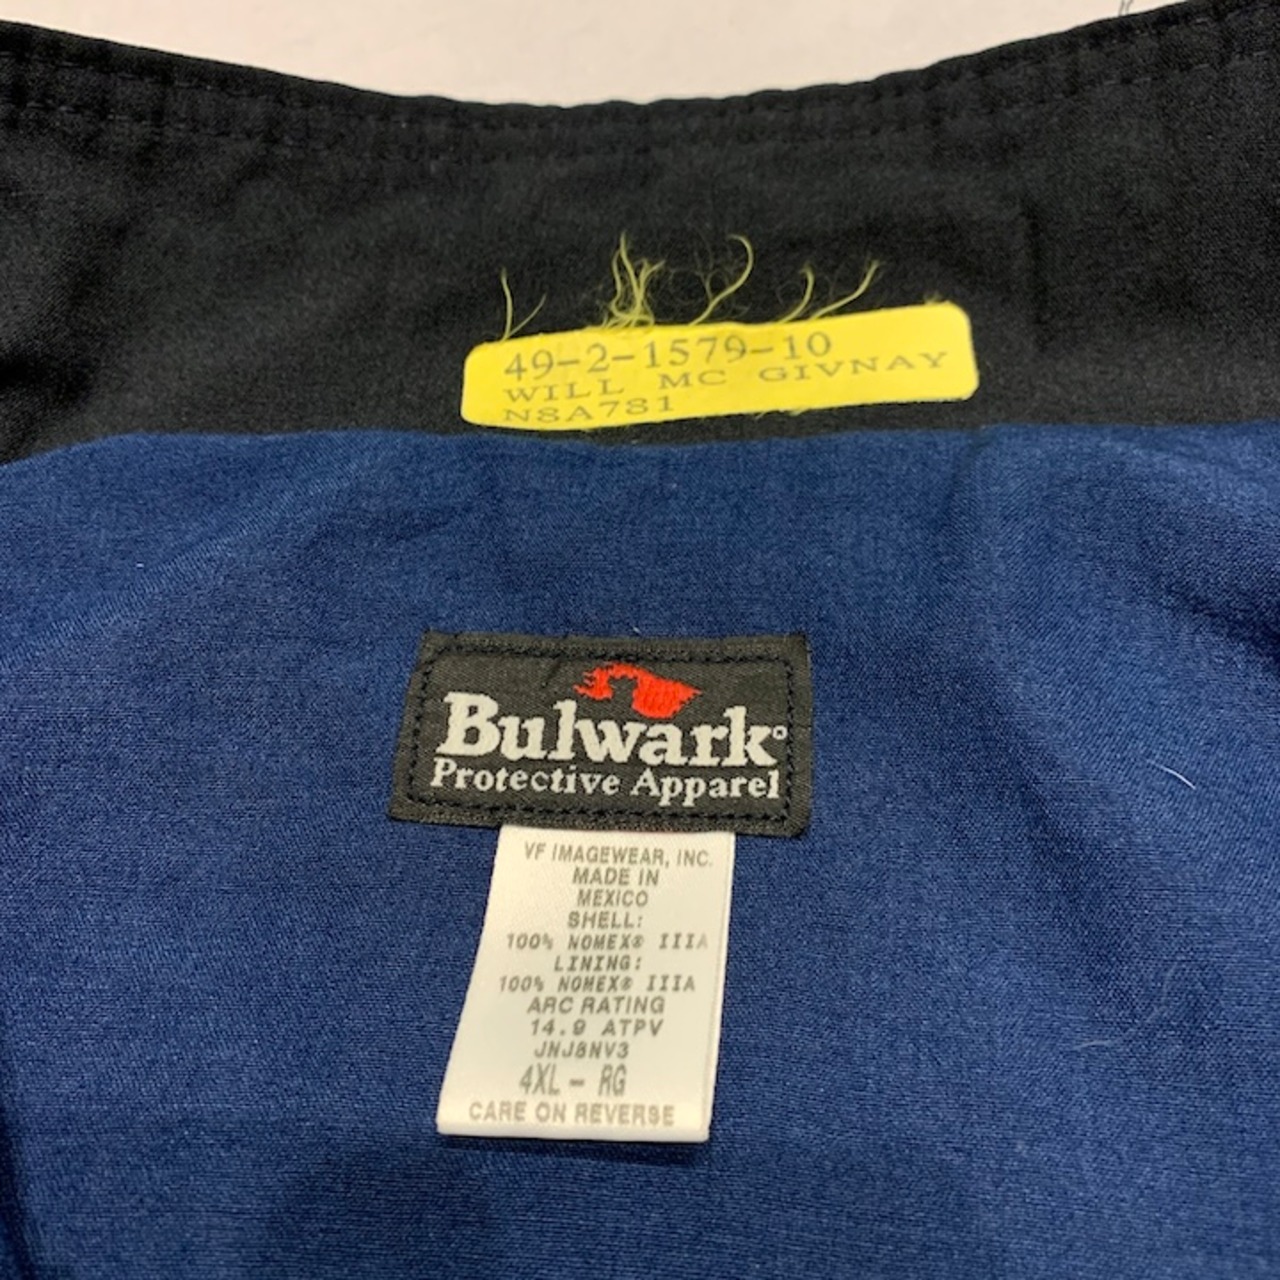 49-2-1579-10
WILL MC GIVNAY
N8A781
Bulwark®
Protective Apparel
VF IMAGEWEAR, INC.
MADE IN
MEXICO
SHELL:
100% NOMEX® IIIA
LINING:
100% NOMEX® IIIA
ARC RATING
14.9 ATPV
JNJ8NV3
4XL - RG
CARE ON REVERSE